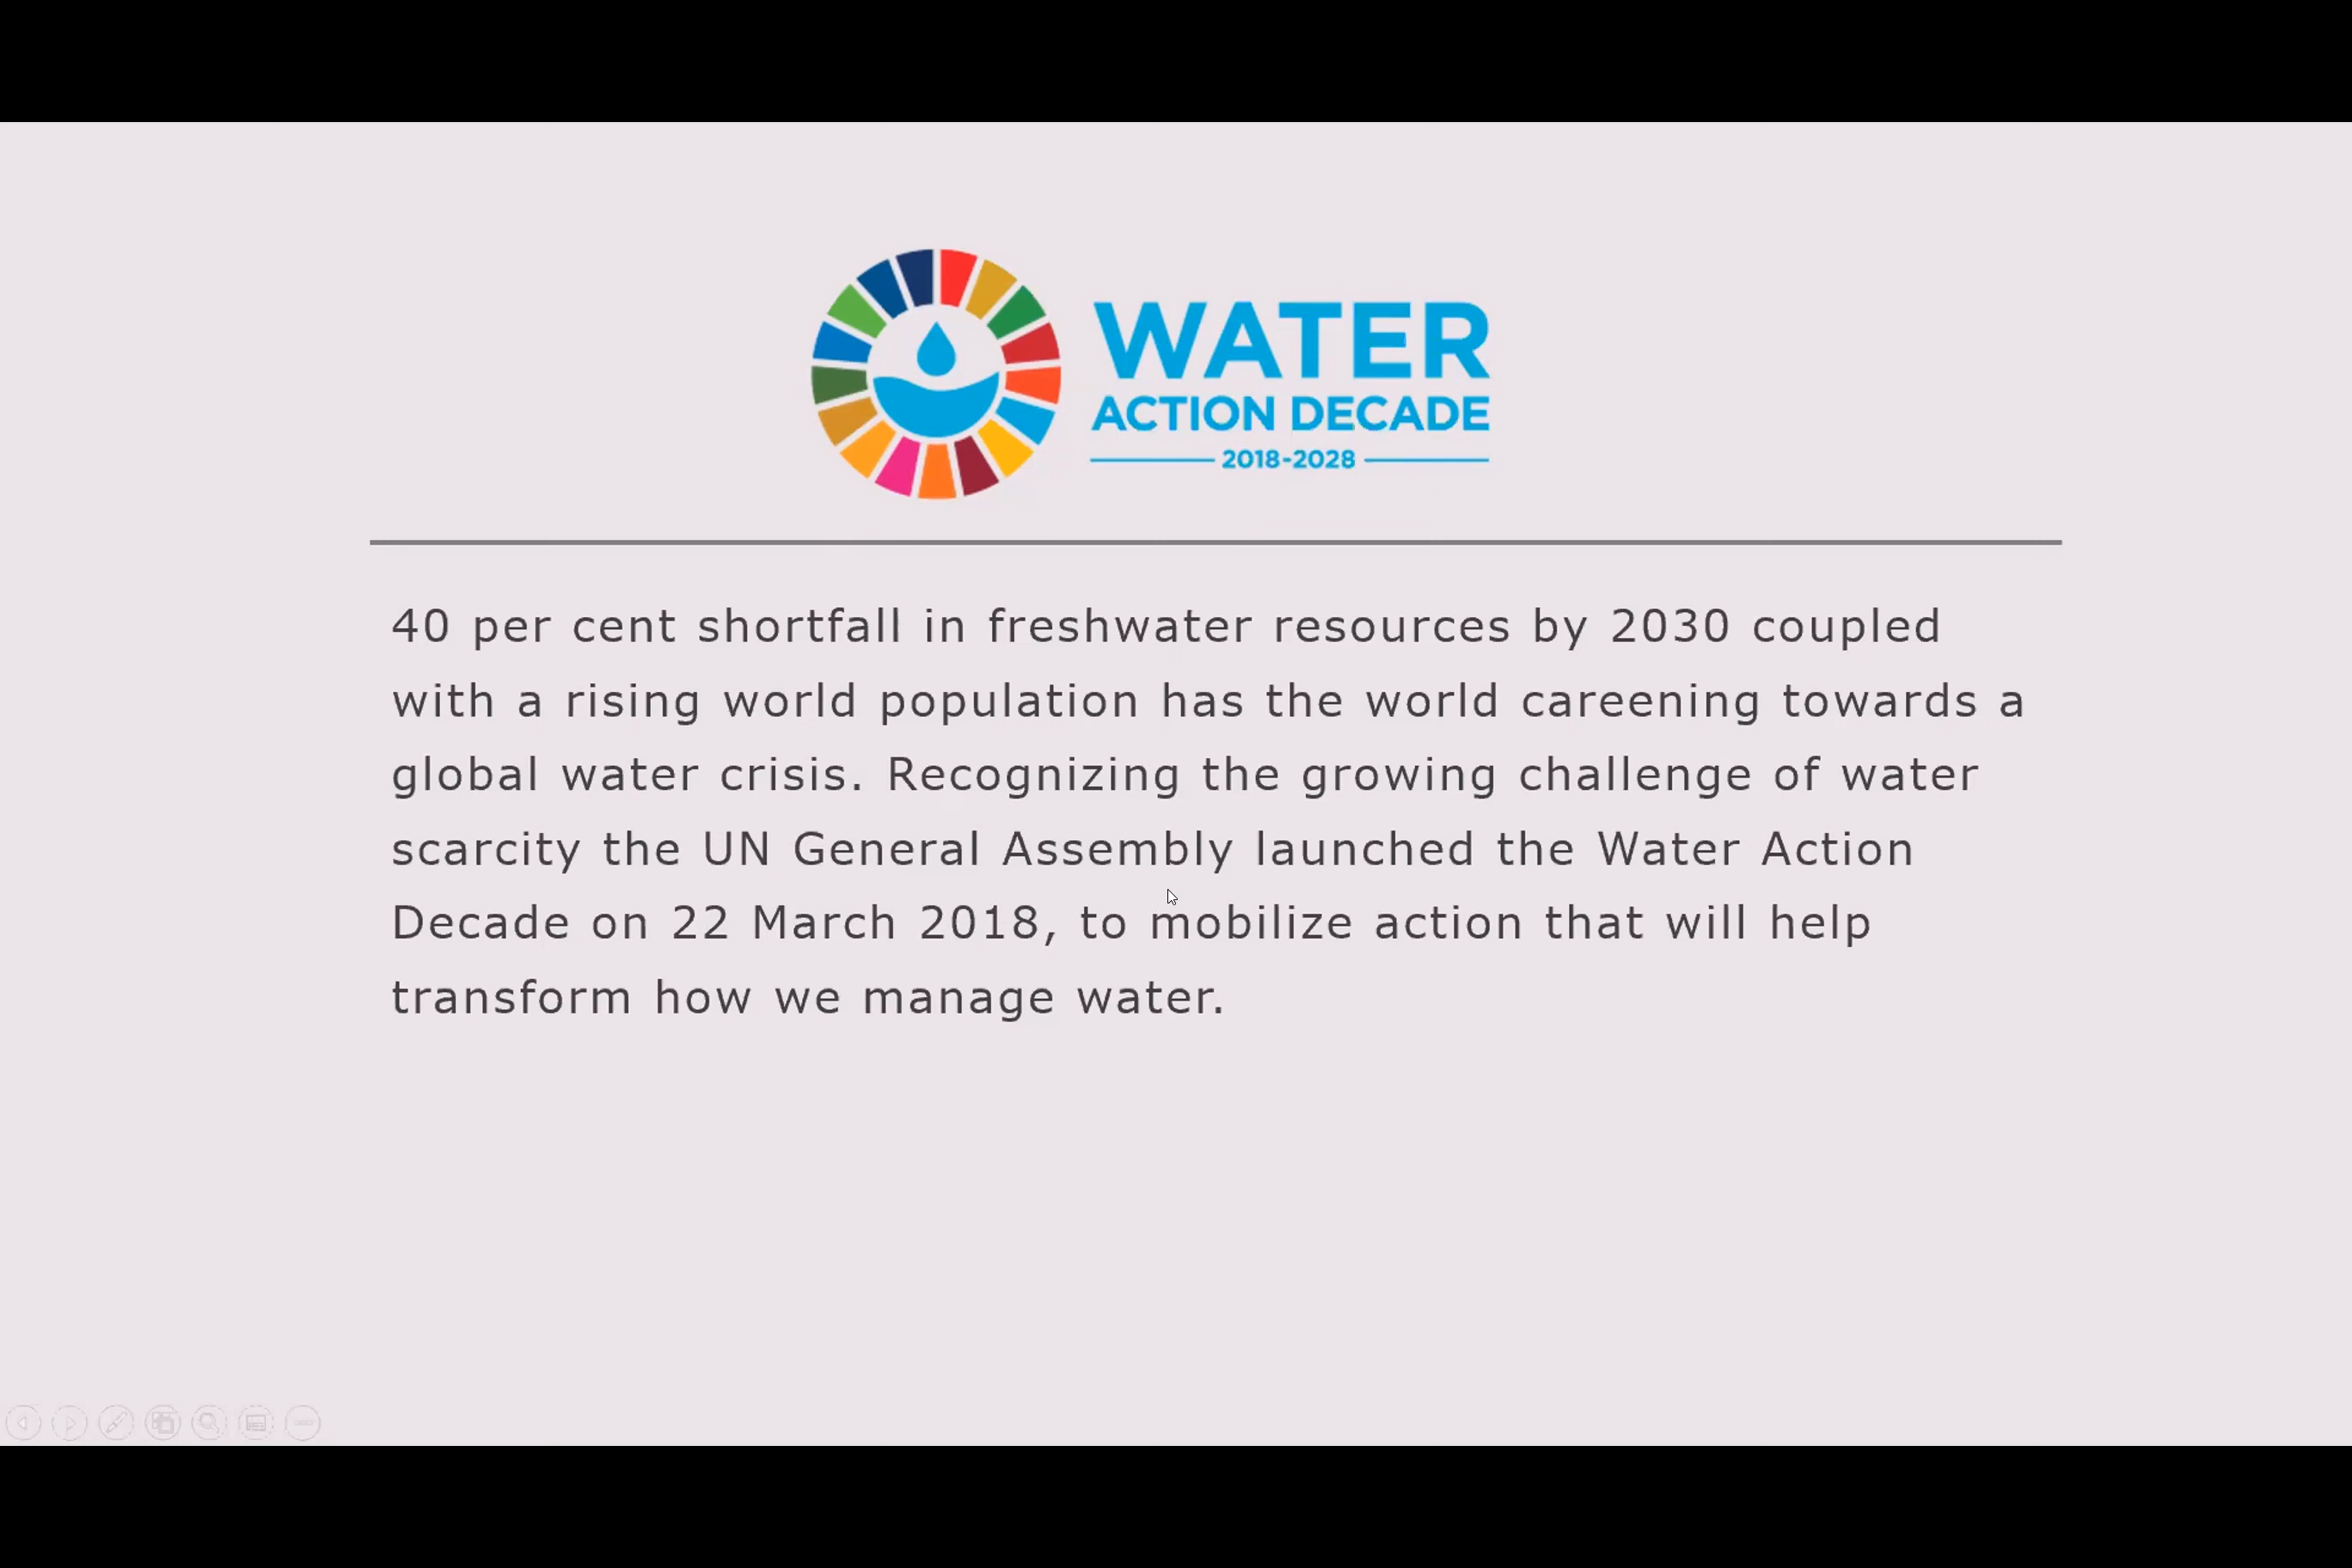 WATER
ACTION DECADE
2018-2028
40 per cent shortfall in freshwater resources by 2030 coupled
with a rising world population has the world careening towards a
global water crisis. Recognizing the growing challenge of water
scarcity the UN General Assembly launched the Water Action
Decade on 22 March 2018, to mobilize action that will help
transform how we manage water.